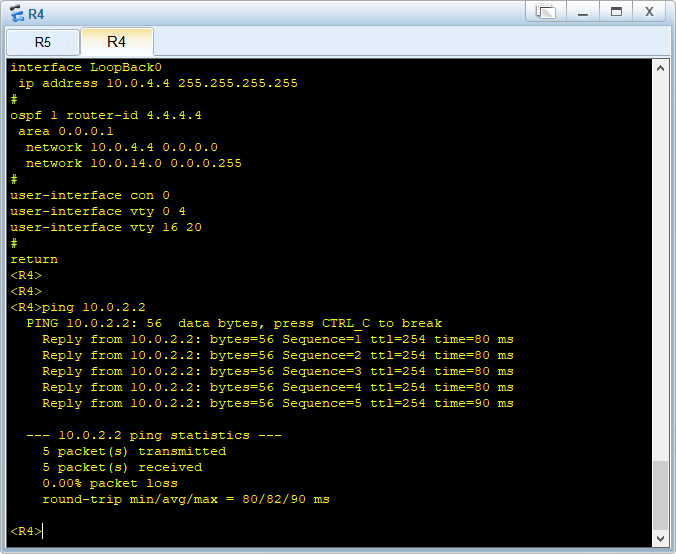 R4
R5
R4
interface LoopBack0
 ip address 10.0.4.4 255.255.255.255
#
ospf 1 router-id 4.4.4.4
 area 0.0.0.1
  network 10.0.4.4 0.0.0.0
  network 10.0.14.0 0.0.0.255
#
user-interface con 0
user-interface vty 0 4
user-interface vty 16 20
#
return
<R4>
<R4>
<R4>ping 10.0.2.2
  PING 10.0.2.2: 56  data bytes, press CTRL_C to break
    Reply from 10.0.2.2: bytes=56 Sequence=1 ttl=254 time=80 ms
    Reply from 10.0.2.2: bytes=56 Sequence=2 ttl=254 time=80 ms
    Reply from 10.0.2.2: bytes=56 Sequence=3 ttl=254 time=80 ms
    Reply from 10.0.2.2: bytes=56 Sequence=4 ttl=254 time=80 ms
    Reply from 10.0.2.2: bytes=56 Sequence=5 ttl=254 time=90 ms
  --- 10.0.2.2 ping statistics ---
    5 packet(s) transmitted
    5 packet(s) received
    0.00% packet loss
    round-trip min/avg/max = 80/82/90 ms
<R4>